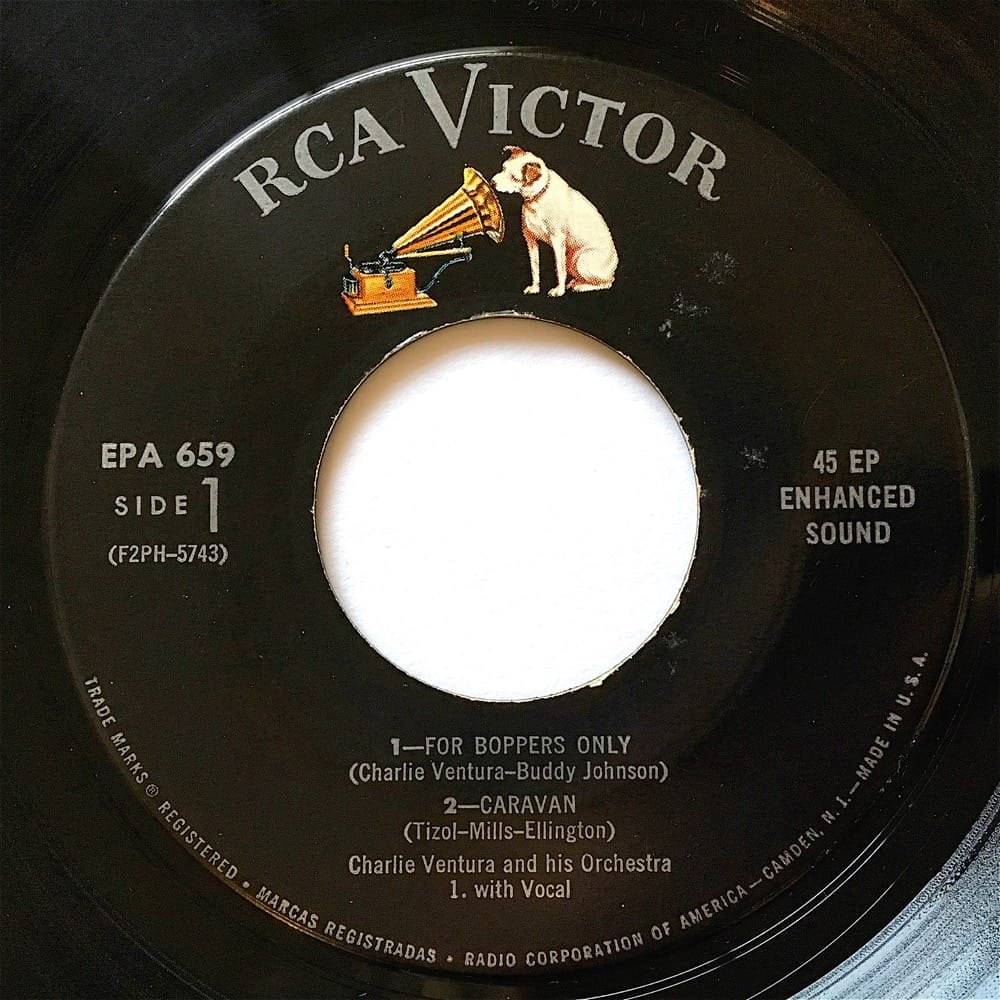 RCA VICTOR
EPA 659
SIDE 1
(F2PH–5743)
45 EP
ENHANCED
SOUND
1—FOR BOPPERS ONLY
(Charlie Ventura–Buddy Johnson)
2—CARAVAN
(Tizol–Mills–Ellington)
Charlie Ventura and his Orchestra
1. with Vocal
TRADE MARKS ® REGISTERED • MARCAS REGISTRADAS • RADIO CORPORATION OF AMERICA—CAMDEN, N. J.—MADE IN U. S. A.